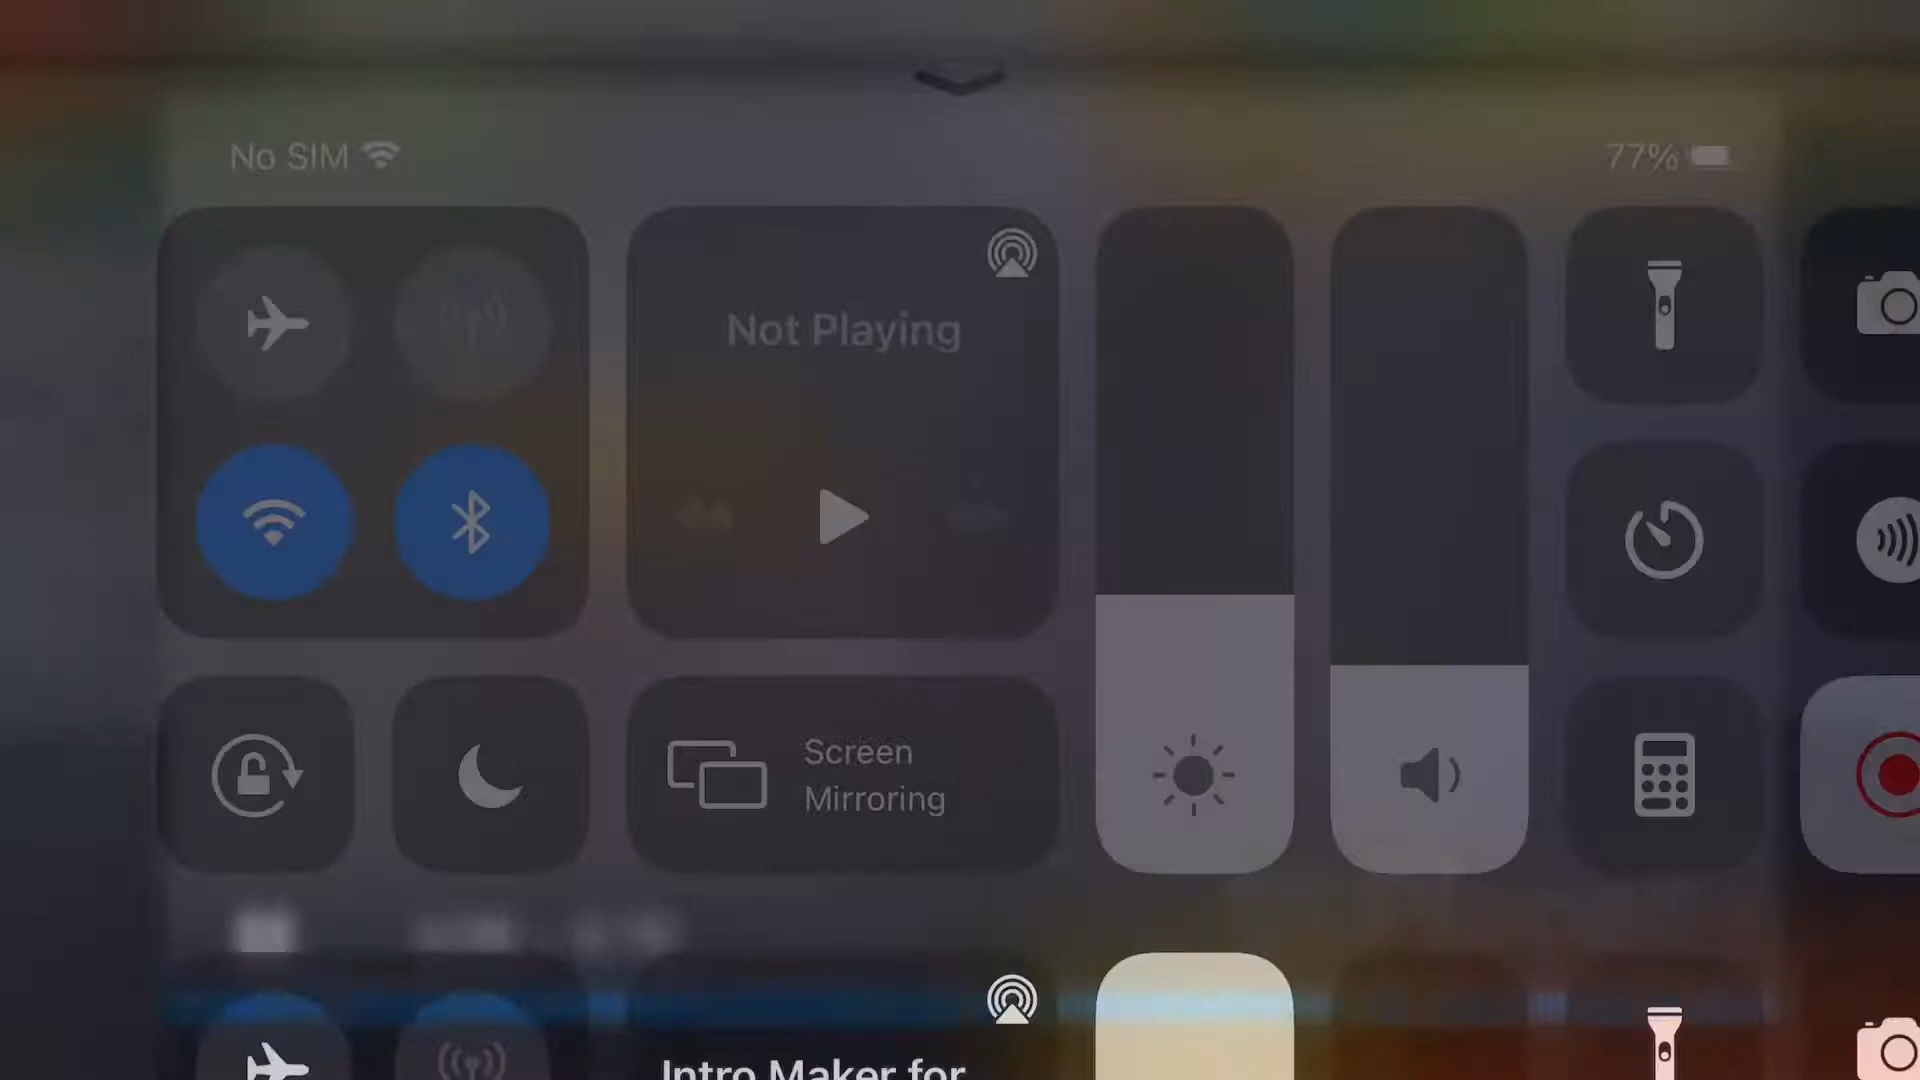 No SIM
77%
Not Playing
Screen
Mirroring
Intro Maker for